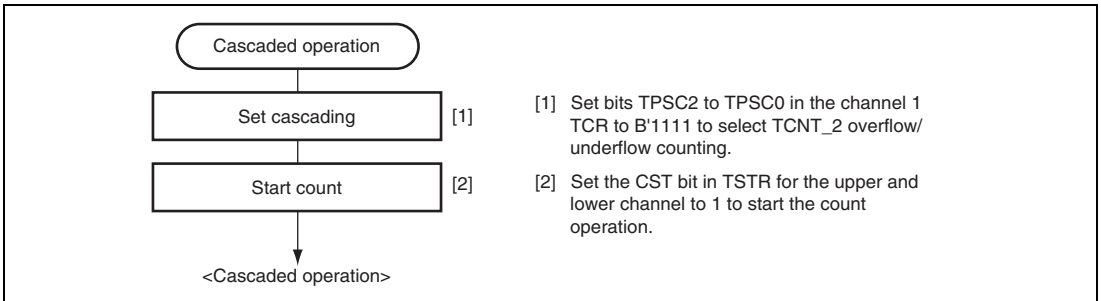 Cascaded operation
Set cascading
[1]
[1] Set bits TPSC2 to TPSC0 in the channel 1
TCR to B'1111 to select TCNT_2 overflow/
underflow counting.
Start count
[2]
[2] Set the CST bit in TSTR for the upper and
lower channel to 1 to start the count
operation.
<Cascaded operation>